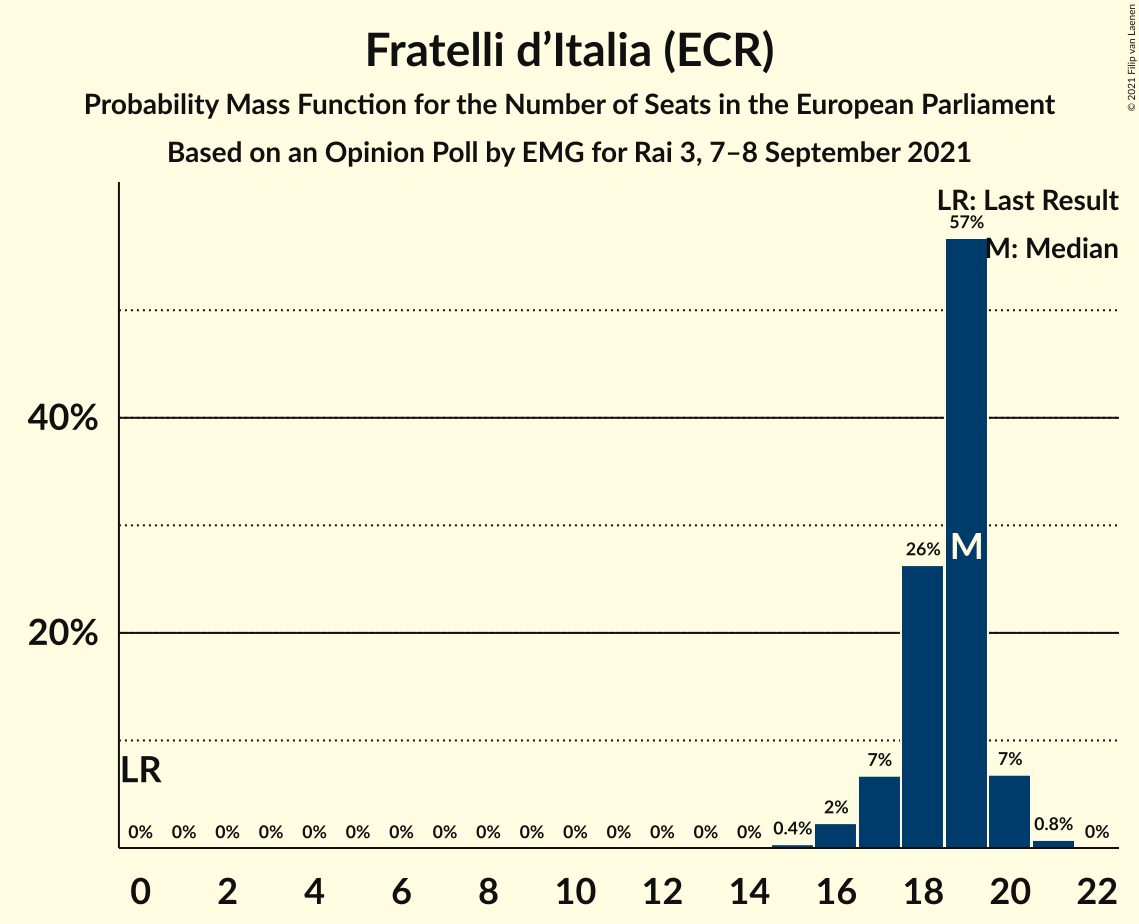 Fratelli d’Italia (ECR)
Probability Mass Function for the Number of Seats in the European Parliament
Based on an Opinion Poll by EMG for Rai 3, 7–8 September 2021
© 2021 Filip van Laenen
LR: Last Result
57%
M: Median
40%
26%
M
20%
LR
7%
7%
2%
0% 0% 0% 0% 0% 0% 0% 0% 0% 0% 0% 0% 0% 0% 0% 0.4% 0.8% 0%
0 2 4 6 8 10 12 14 16 18 20 22